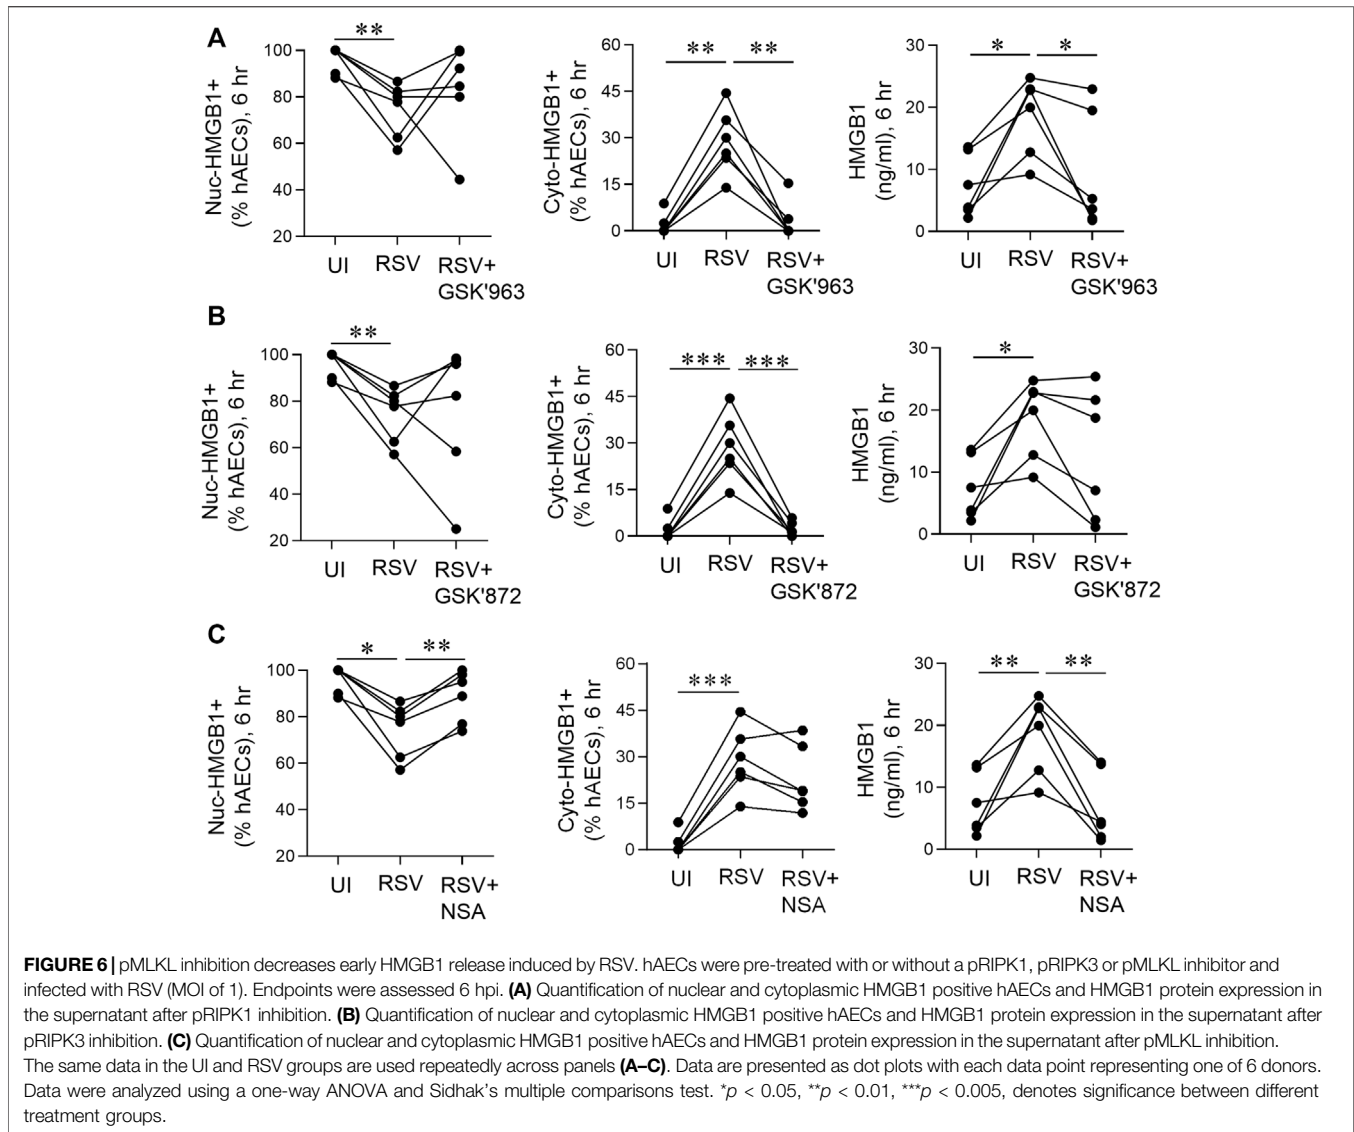 A
Nuc-HMGB1+
(% hAECs), 6 hr
100
80
60
40
20
**
UI
RSV
RSV+
GSK'963
Cyto-HMGB1+
(% hAECs), 6 hr
60
45
30
15
0
**
**
UI
RSV
RSV+
GSK'963
HMGB1
(ng/ml), 6 hr
30
20
10
0
*
*
UI
RSV
RSV+
GSK'963
B
Nuc-HMGB1+
(% hAECs), 6 hr
100
80
60
40
20
**
UI
RSV
RSV+
GSK'872
Cyto-HMGB1+
(% hAECs), 6 hr
60
45
30
15
0
***
***
UI
RSV
RSV+
GSK'872
HMGB1
(ng/ml), 6 hr
30
20
10
0
*
UI
RSV
RSV+
GSK'872
C
Nuc-HMGB1+
(% hAECs), 6 hr
100
80
60
40
20
*
**
UI
RSV
RSV+
NSA
Cyto-HMGB1+
(% hAECs), 6 hr
60
45
30
15
0
***
UI
RSV
RSV+
NSA
HMGB1
(ng/ml), 6 hr
30
20
10
0
**
**
UI
RSV
RSV+
NSA
FIGURE 6 | pMLKL inhibition decreases early HMGB1 release induced by RSV. hAECs were pre-treated with or without a pRIPK1, pRIPK3 or pMLKL inhibitor and
infected with RSV (MOI of 1). Endpoints were assessed 6 hpi. (A) Quantification of nuclear and cytoplasmic HMGB1 positive hAECs and HMGB1 protein expression in
the supernatant after pRIPK1 inhibition. (B) Quantification of nuclear and cytoplasmic HMGB1 positive hAECs and HMGB1 protein expression in the supernatant after
pRIPK3 inhibition. (C) Quantification of nuclear and cytoplasmic HMGB1 positive hAECs and HMGB1 protein expression in the supernatant after pMLKL inhibition.
The same data in the UI and RSV groups are used repeatedly across panels (A–C). Data are presented as dot plots with each data point representing one of 6 donors.
Data were analyzed using a one-way ANOVA and Sidhak's multiple comparisons test. *p < 0.05, **p < 0.01, ***p < 0.005, denotes significance between different
treatment groups.